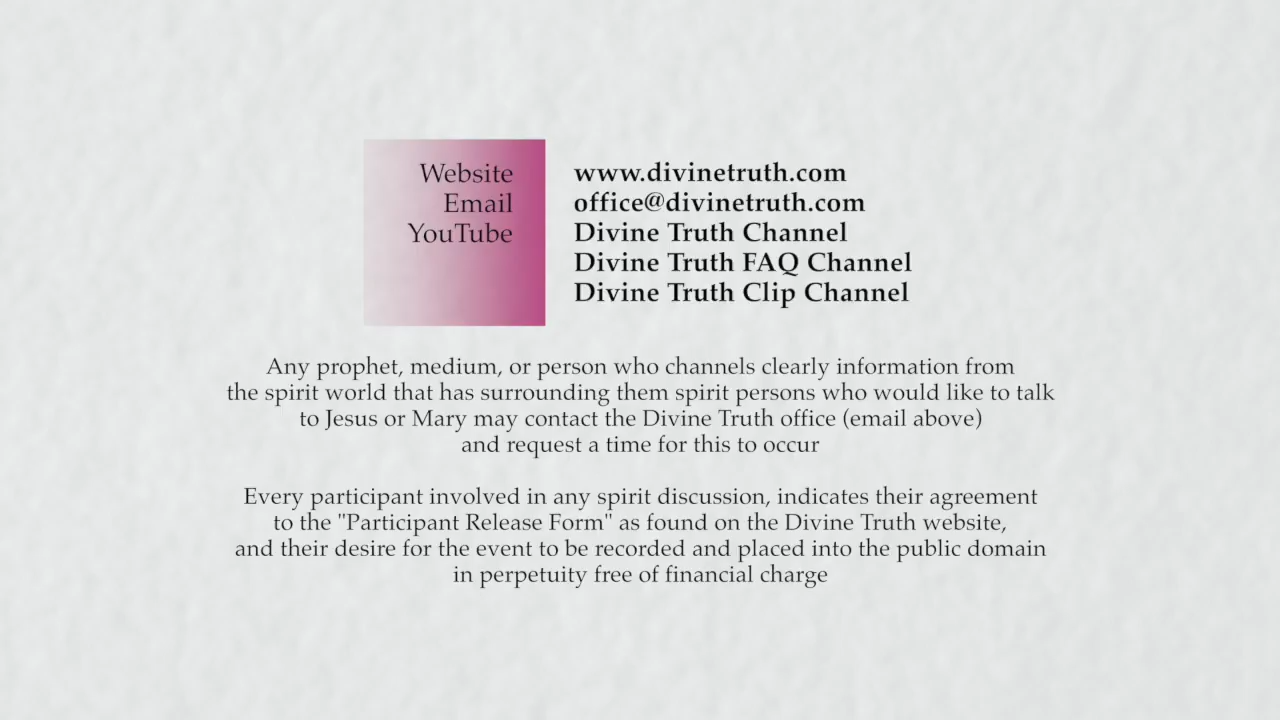 Website www.divinetruth.com
Email office@divinetruth.com
YouTube Divine Truth Channel
Divine Truth FAQ Channel
Divine Truth Clip Channel
Any prophet, medium, or person who channels clearly information from
the spirit world that has surrounding them spirit persons who would like to talk
to Jesus or Mary may contact the Divine Truth office (email above)
and request a time for this to occur
Every participant involved in any spirit discussion, indicates their agreement
to the "Participant Release Form" as found on the Divine Truth website,
and their desire for the event to be recorded and placed into the public domain
in perpetuity free of financial charge